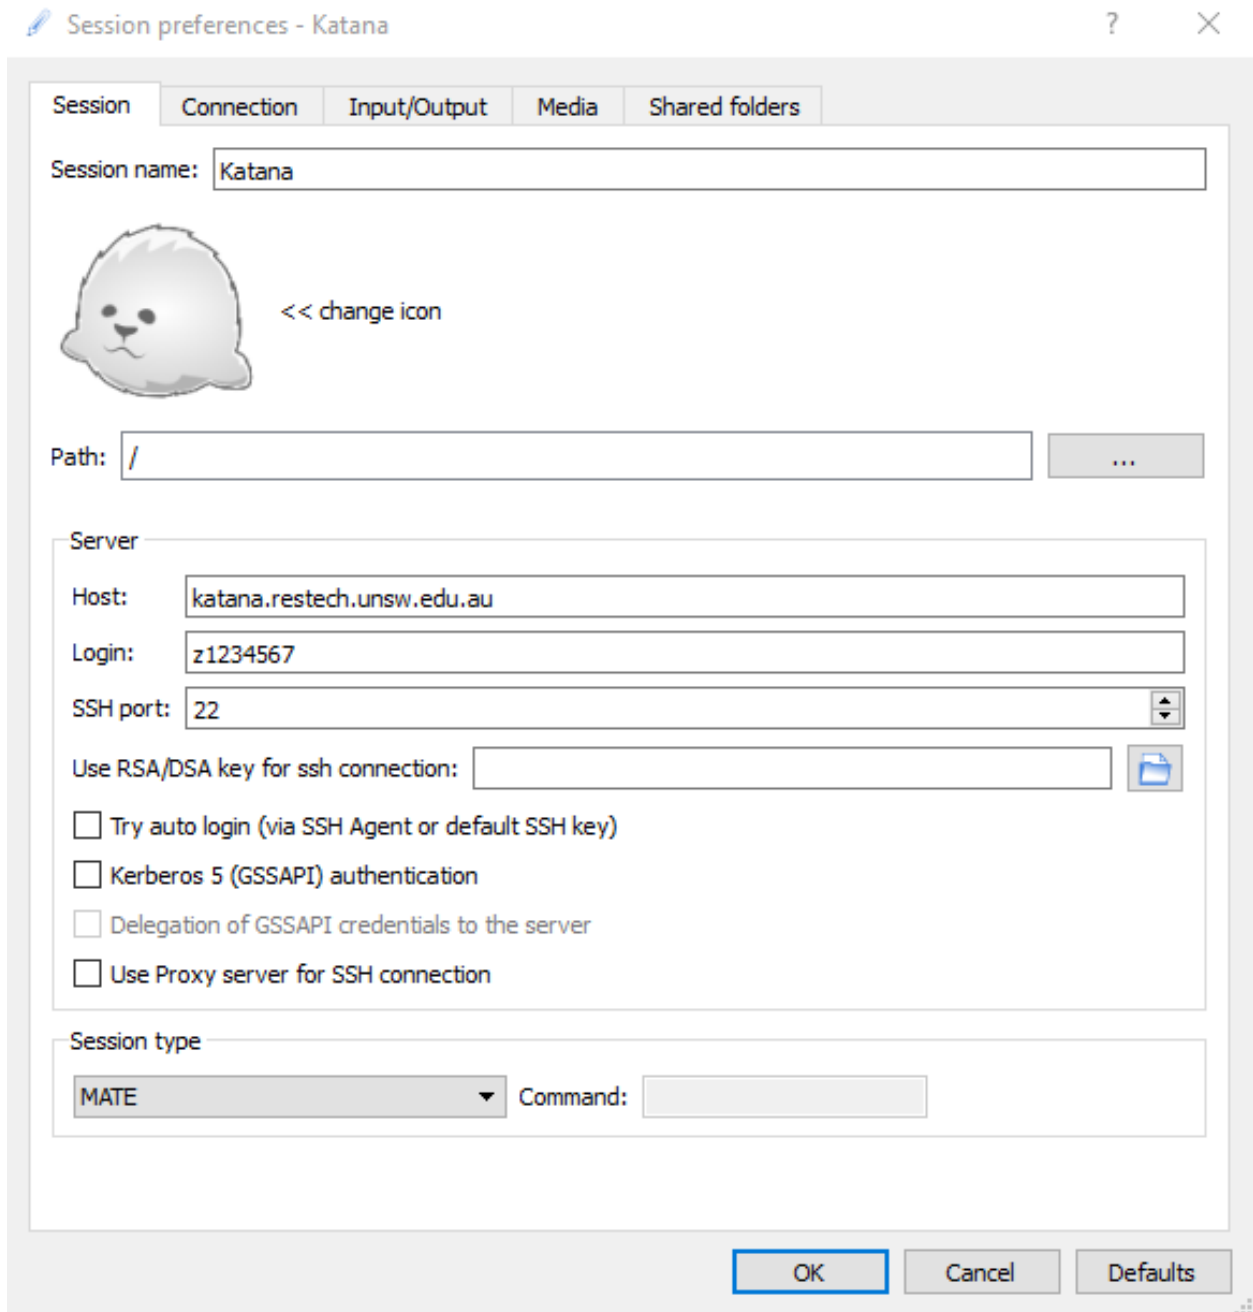 Session preferences - Katana ?
Session Connection Input/Output Media Shared folders
Session name: Katana
<< change icon
Path: / ...
Server
Host: katana.restech.unsw.edu.au
Login: z1234567
SSH port: 22
Use RSA/DSA key for ssh connection:
Try auto login (via SSH Agent or default SSH key)
Kerberos 5 (GSSAPI) authentication
Delegation of GSSAPI credentials to the server
Use Proxy server for SSH connection
Session type
MATE Command:
OK Cancel Defaults